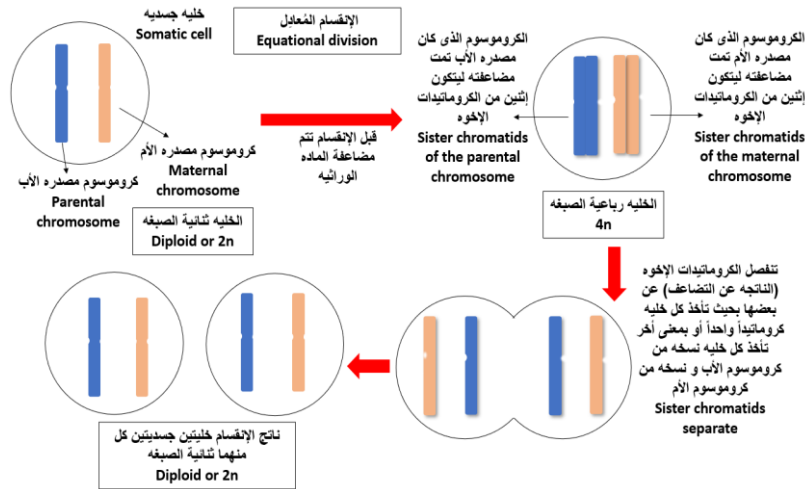 خليه جسديه
Somatic cell
الإنقسام المُعادِل
Equational division
كروموسوم مصدره الأم
Maternal
chromosome
كروموسوم مصدره الأب
Parental
chromosome
الخليه ثنائية الصبغه
Diploid or 2n
قبل الإنقسام تتم
مضاعفة الماده
الوراثيه
الكروموسوم الذى كان
مصدره الأب تمت
مضاعفته ليتكون
إثنين من الكروماتيدات
الإخوه
Sister chromatids
of the parental
chromosome
الكروموسوم الذى كان
مصدره الأم تمت
مضاعفته ليتكون
إثنين من الكروماتيدات
الإخوه
Sister chromatids
of the maternal
chromosome
الخليه رباعية الصبغه
4n
تنفصل الكروماتيدات الإخوه
(الناتجه عن التضاعف) عن
بعضها بحيث تأخذ كل خليه
كروماتيداً واحداً أو بمعنى أخر
تأخذ كل خليه نسخه من
كروموسوم الأب و نسخه من
كروموسوم الأم
Sister chromatids
separate
ناتج الإنقسام خليتين جسديتين كل
منهما ثنائية الصبغه
Diploid or 2n